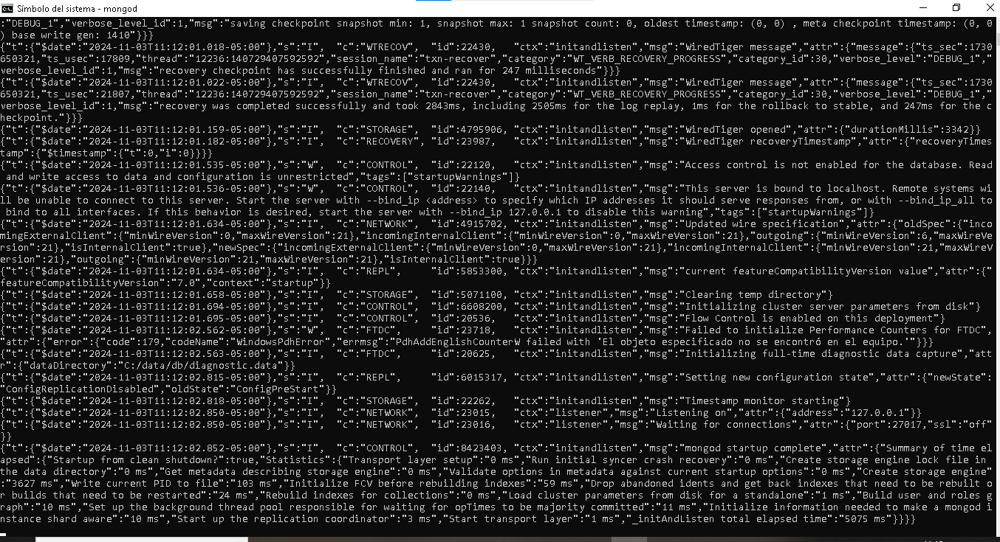 Símbolo del sistema - mongod
:"DEBUG_1","verbose_level_id":1,"msg":"saving checkpoint snapshot min: 1, snapshot max: 1 snapshot count: 0, oldest timestamp: (0, 0) , meta checkpoint timestamp: (0, 0
) base write gen: 1410"}}}
{"t":{"$date":"2024-11-03T11:12:01.018-05:00"},"s":"I",  "c":"WTRECOV",  "id":22430,   "ctx":"initandlisten","msg":"WiredTiger message","attr":{"message":{"ts_sec":1730
650321,"ts_usec":17809,"thread":"12236:140729407592592","session_name":"txn-recover","category":"WT_VERB_RECOVERY_PROGRESS","category_id":30,"verbose_level":"DEBUG_1","
verbose_level_id":1,"msg":"recovery checkpoint has successfully finished and ran for 247 milliseconds"}}}
{"t":{"$date":"2024-11-03T11:12:01.022-05:00"},"s":"I",  "c":"WTRECOV",  "id":22430,   "ctx":"initandlisten","msg":"WiredTiger message","attr":{"message":{"ts_sec":1730
650321,"ts_usec":21807,"thread":"12236:140729407592592","session_name":"txn-recover","category":"WT_VERB_RECOVERY_PROGRESS","category_id":30,"verbose_level":"DEBUG_1","
verbose_level_id":1,"msg":"recovery was completed successfully and took 2843ms, including 2505ms for the log replay, 1ms for the rollback to stable, and 247ms for the c
heckpoint."}}}
{"t":{"$date":"2024-11-03T11:12:01.159-05:00"},"s":"I",  "c":"STORAGE",  "id":4795906, "ctx":"initandlisten","msg":"WiredTiger opened","attr":{"durationMillis":3342}}
{"t":{"$date":"2024-11-03T11:12:01.182-05:00"},"s":"I",  "c":"RECOVERY", "id":23987,   "ctx":"initandlisten","msg":"WiredTiger recoveryTimestamp","attr":{"recoveryTimes
tamp":{"$timestamp":{"t":0,"i":0}}}}
{"t":{"$date":"2024-11-03T11:12:01.535-05:00"},"s":"W",  "c":"CONTROL",  "id":22120,   "ctx":"initandlisten","msg":"Access control is not enabled for the database. Read
 and write access to data and configuration is unrestricted","tags":["startupWarnings"]}
{"t":{"$date":"2024-11-03T11:12:01.536-05:00"},"s":"W",  "c":"CONTROL",  "id":22140,   "ctx":"initandlisten","msg":"This server is bound to localhost. Remote systems wi
ll be unable to connect to this server. Start the server with --bind_ip <address> to specify which IP addresses it should serve responses from, or with --bind_ip_all to
 bind to all interfaces. If this behavior is desired, start the server with --bind_ip 127.0.0.1 to disable this warning","tags":["startupWarnings"]}
{"t":{"$date":"2024-11-03T11:12:01.634-05:00"},"s":"I",  "c":"NETWORK",  "id":4915702, "ctx":"initandlisten","msg":"Updated wire specification","attr":{"oldSpec":{"inco
mingExternalClient":{"minWireVersion":0,"maxWireVersion":21},"incomingInternalClient":{"minWireVersion":0,"maxWireVersion":21},"outgoing":{"minWireVersion":6,"maxWireVe
rsion":21},"isInternalClient":true},"newSpec":{"incomingExternalClient":{"minWireVersion":0,"maxWireVersion":21},"incomingInternalClient":{"minWireVersion":21,"maxWireV
ersion":21},"outgoing":{"minWireVersion":21,"maxWireVersion":21},"isInternalClient":true}}}
{"t":{"$date":"2024-11-03T11:12:01.634-05:00"},"s":"I",  "c":"REPL",     "id":5853300, "ctx":"initandlisten","msg":"current featureCompatibilityVersion value","attr":{"
featureCompatibilityVersion":"7.0","context":"startup"}}
{"t":{"$date":"2024-11-03T11:12:01.658-05:00"},"s":"I",  "c":"STORAGE",  "id":5071100, "ctx":"initandlisten","msg":"Clearing temp directory"}
{"t":{"$date":"2024-11-03T11:12:01.694-05:00"},"s":"I",  "c":"CONTROL",  "id":6608200, "ctx":"initandlisten","msg":"Initializing cluster server parameters from disk"}
{"t":{"$date":"2024-11-03T11:12:01.695-05:00"},"s":"I",  "c":"CONTROL",  "id":20536,   "ctx":"initandlisten","msg":"Flow Control is enabled on this deployment"}
{"t":{"$date":"2024-11-03T11:12:02.562-05:00"},"s":"W",  "c":"FTDC",     "id":23718,   "ctx":"initandlisten","msg":"Failed to initialize Performance Counters for FTDC",
"attr":{"error":{"code":179,"codeName":"WindowsPdhError","errmsg":"PdhAddEnglishCounterW failed with 'El objeto especificado no se encontró en el equipo.'"}}}
{"t":{"$date":"2024-11-03T11:12:02.563-05:00"},"s":"I",  "c":"FTDC",     "id":20625,   "ctx":"initandlisten","msg":"Initializing full-time diagnostic data capture","att
r":{"dataDirectory":"C:/data/db/diagnostic.data"}}
{"t":{"$date":"2024-11-03T11:12:02.815-05:00"},"s":"I",  "c":"REPL",     "id":6015317, "ctx":"initandlisten","msg":"Setting new configuration state","attr":{"newState":
"ConfigReplicationDisabled","oldState":"ConfigPreStart"}}
{"t":{"$date":"2024-11-03T11:12:02.818-05:00"},"s":"I",  "c":"STORAGE",  "id":22262,   "ctx":"initandlisten","msg":"Timestamp monitor starting"}
{"t":{"$date":"2024-11-03T11:12:02.850-05:00"},"s":"I",  "c":"NETWORK",  "id":23015,   "ctx":"listener","msg":"Listening on","attr":{"address":"127.0.0.1"}}
{"t":{"$date":"2024-11-03T11:12:02.850-05:00"},"s":"I",  "c":"NETWORK",  "id":23016,   "ctx":"listener","msg":"Waiting for connections","attr":{"port":27017,"ssl":"off"
}}
{"t":{"$date":"2024-11-03T11:12:02.852-05:00"},"s":"I",  "c":"CONTROL",  "id":8423403, "ctx":"initandlisten","msg":"mongod startup complete","attr":{"Summary of time el
apsed":{"Startup from clean shutdown?":true,"Statistics":{"Transport layer setup":"0 ms","Run initial syncer crash recovery":"0 ms","Create storage engine lock file in
the data directory":"0 ms","Get metadata describing storage engine":"0 ms","Validate options in metadata against current startup options":"0 ms","Create storage engine"
:"3627 ms","Write current PID to file":"103 ms","Initialize FCV before rebuilding indexes":"59 ms","Drop abandoned idents and get back indexes that need to be rebuilt o
r builds that need to be restarted":"24 ms","Rebuild indexes for collections":"0 ms","Load cluster parameters from disk for a standalone":"1 ms","Build user and roles g
raph":"10 ms","Set up the background thread pool responsible for waiting for opTimes to be majority committed":"11 ms","Initialize information needed to make a mongod i
nstance shard aware":"10 ms","Start up the replication coordinator":"3 ms","Start transport layer":"1 ms","_initAndListen total elapsed time":"5075 ms"}}}}